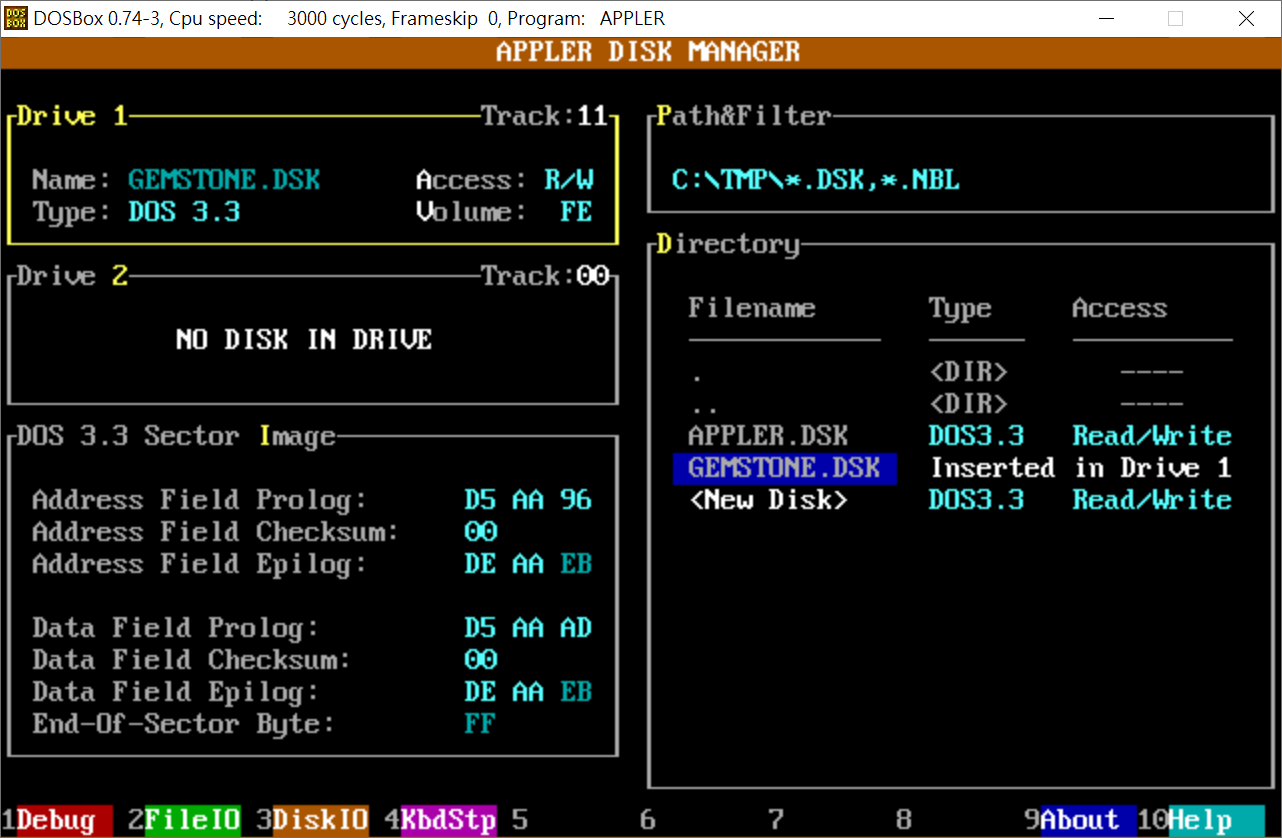 DOSBox 0.74-3, Cpu speed: 3000 cycles, Frameskip 0, Program: APPLER
APPLER DISK MANAGER
Drive 1 Track:11
Name: GEMSTONE.DSK Access: R/W
Type: DOS 3.3 Volume: FE
Drive 2 Track:00
NO DISK IN DRIVE
DOS 3.3 Sector Image
Address Field Prolog: D5 AA 96
Address Field Checksum: 00
Address Field Epilog: DE AA EB
Data Field Prolog: D5 AA AD
Data Field Checksum: 00
Data Field Epilog: DE AA EB
End-Of-Sector Byte: FF
Path&Filter
C:\TMP\*.DSK,*.NBL
Directory
Filename Type Access
. <DIR> ----
.. <DIR> ----
APPLER.DSK DOS3.3 Read/Write
GEMSTONE.DSK Inserted in Drive 1
<New Disk> DOS3.3 Read/Write
1Debug 2FileIO 3DiskIO 4KbdStp 5 6 7 8 9About 10Help